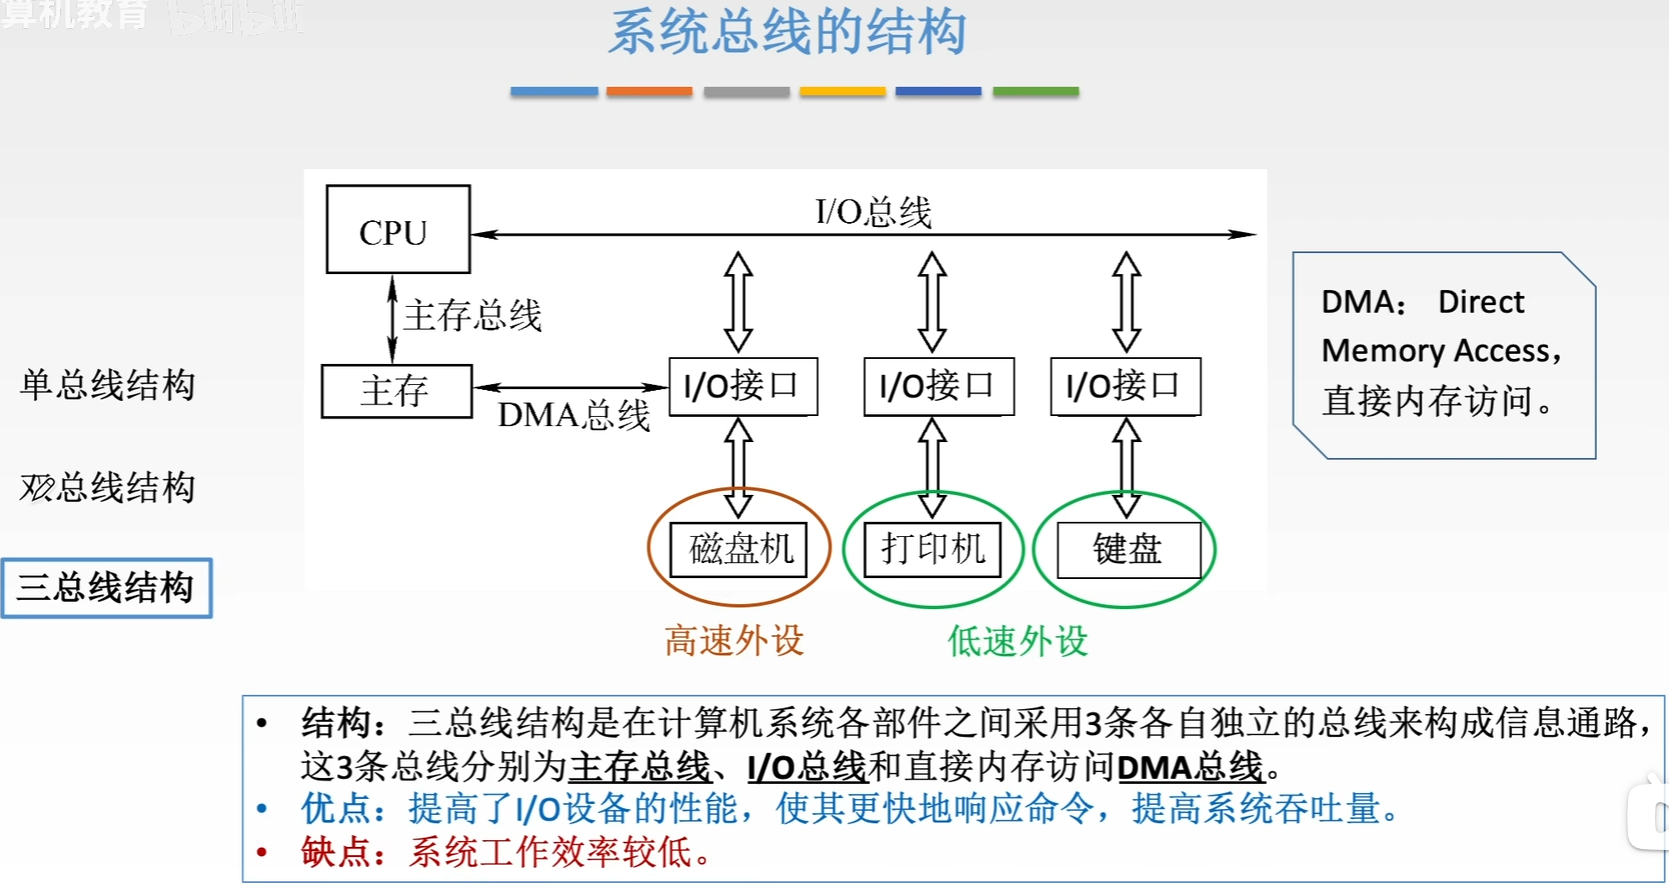 算机教育 bilibili
系统总线的结构
CPU
I/O总线
主存总线
主存
DMA总线
I/O接口
I/O接口
I/O接口
磁盘机
打印机
键盘
高速外设
低速外设
DMA： Direct
Memory Access，
直接内存访问。
单总线结构
双总线结构
三总线结构
• 结构：三总线结构是在计算机系统各部件之间采用3条各自独立的总线来构成信息通路，
这3条总线分别为主存总线、I/O总线和直接内存访问DMA总线。
• 优点：提高了I/O设备的性能，使其更快地响应命令，提高系统吞吐量。
• 缺点：系统工作效率较低。